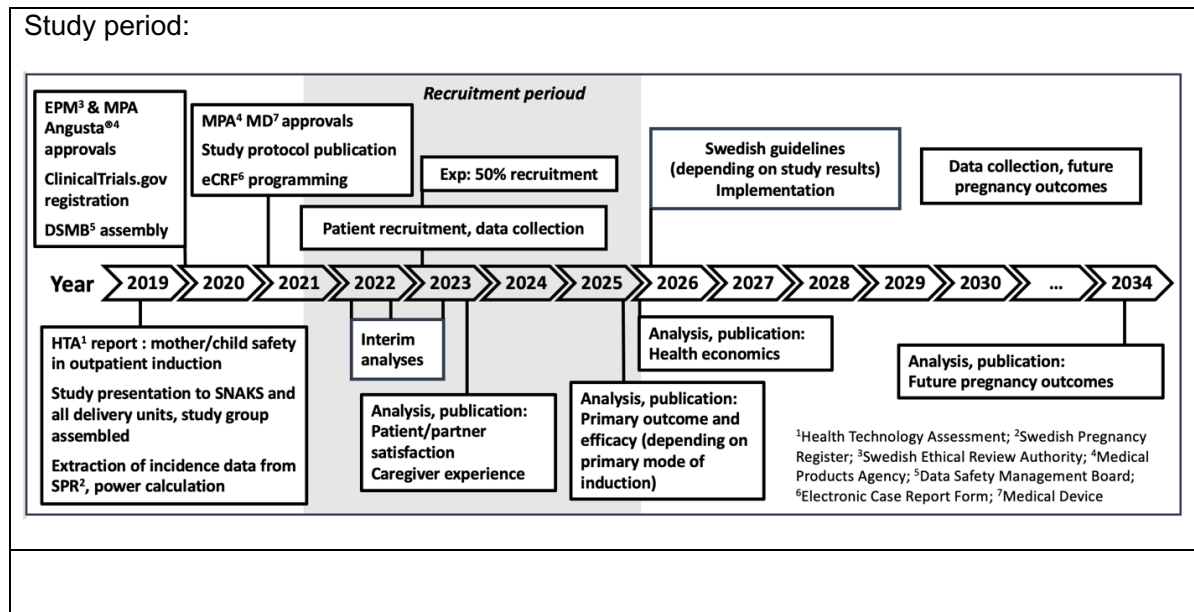 Study period:
Recruitment perioud
EPM³ & MPA
Angusta®⁴
approvals
ClinicalTrials.gov
registration
DSMB⁵ assembly
MPA⁴ MD⁷ approvals
Study protocol publication
eCRF⁶ programming
Exp: 50% recruitment
Patient recruitment, data collection
Swedish guidelines
(depending on study results)
Implementation
Data collection, future
pregnancy outcomes
Year 2019 2020 2021 2022 2023 2024 2025 2026 2027 2028 2029 2030 ... 2034
HTA¹ report : mother/child safety
in outpatient induction
Study presentation to SNAKS and
all delivery units, study group
assembled
Extraction of incidence data from
SPR², power calculation
Interim
analyses
Analysis, publication:
Patient/partner
satisfaction
Caregiver experience
Analysis, publication:
Primary outcome and
efficacy (depending on
primary mode of
induction)
Analysis, publication:
Health economics
Analysis, publication:
Future pregnancy outcomes
¹Health Technology Assessment; ²Swedish Pregnancy
Register; ³Swedish Ethical Review Authority; ⁴Medical
Products Agency; ⁵Data Safety Management Board;
⁶Electronic Case Report Form; ⁷Medical Device